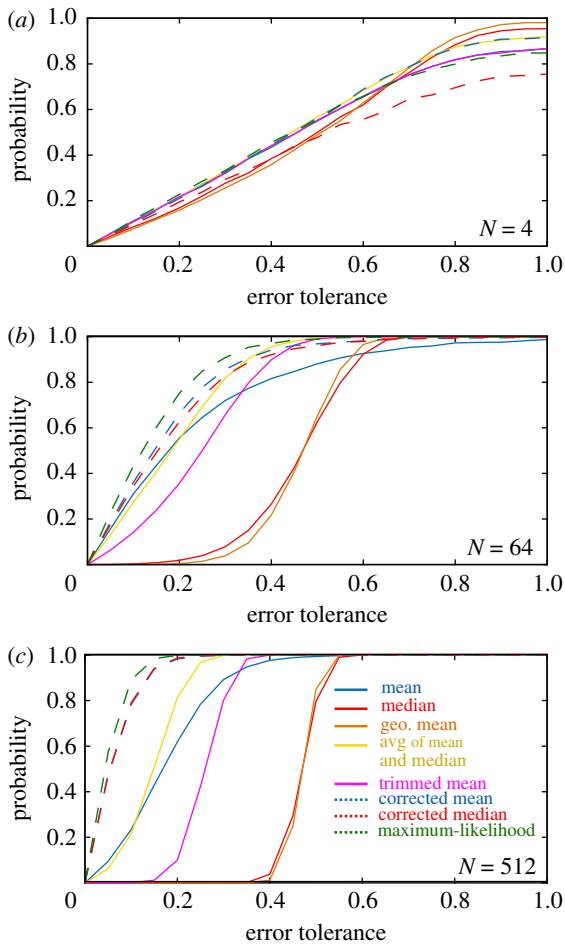 (a)
1.0
0.8
0.6
0.4
0.2
probability
N = 4
0 0.2 0.4 0.6 0.8 1.0
error tolerance
(b)
1.0
0.8
0.6
0.4
0.2
probability
N = 64
0 0.2 0.4 0.6 0.8 1.0
error tolerance
(c)
1.0
0.8
0.6
0.4
0.2
probability
mean
median
geo. mean
avg of mean
and median
trimmed mean
corrected mean
corrected median
maximum-likelihood
N = 512
0 0.2 0.4 0.6 0.8 1.0
error tolerance